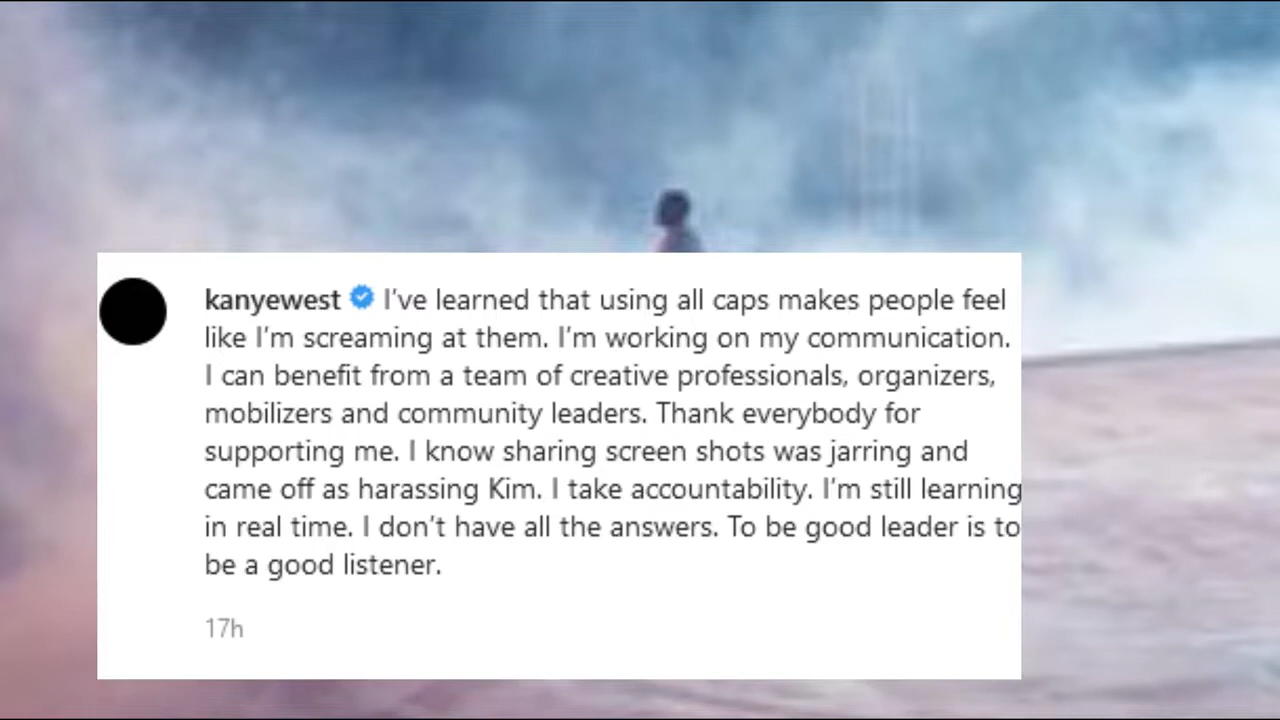 kanyewest I've learned that using all caps makes people feel
like I'm screaming at them. I'm working on my communication.
I can benefit from a team of creative professionals, organizers,
mobilizers and community leaders. Thank everybody for
supporting me. I know sharing screen shots was jarring and
came off as harassing Kim. I take accountability. I'm still learning
in real time. I don't have all the answers. To be good leader is to
be a good listener.
17h